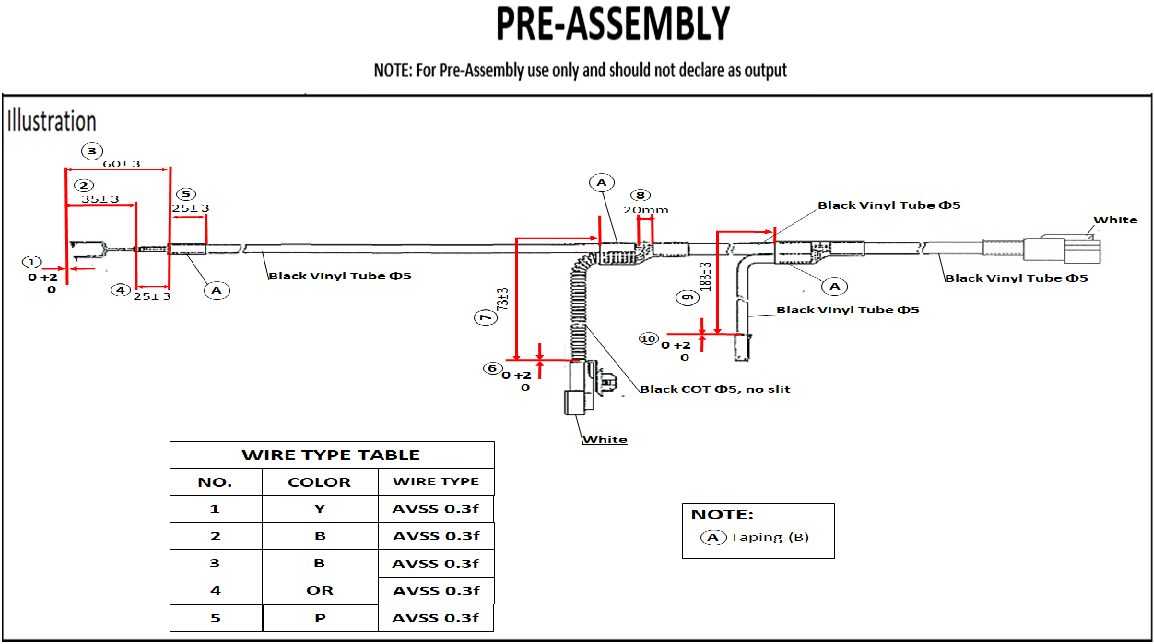 PRE-ASSEMBLY
NOTE: For Pre-Assembly use only and should not declare as output
Illustration
3
60±3
2
35±3
5
25±3
A
8
20mm
Black Vinyl Tube Φ5
White
1
0 +2
0
4
25±3
A
Black Vinyl Tube Φ5
7
73±3
9
183±3
A
Black Vinyl Tube Φ5
Black Vinyl Tube Φ5
10
0 +2
0
6
0 +2
0
Black COT Φ5, no slit
White
WIRE TYPE TABLE
NO. COLOR WIRE TYPE
1 Y AVSS 0.3f
2 B AVSS 0.3f
3 B AVSS 0.3f
4 OR AVSS 0.3f
5 P AVSS 0.3f
NOTE:
A Taping (B)